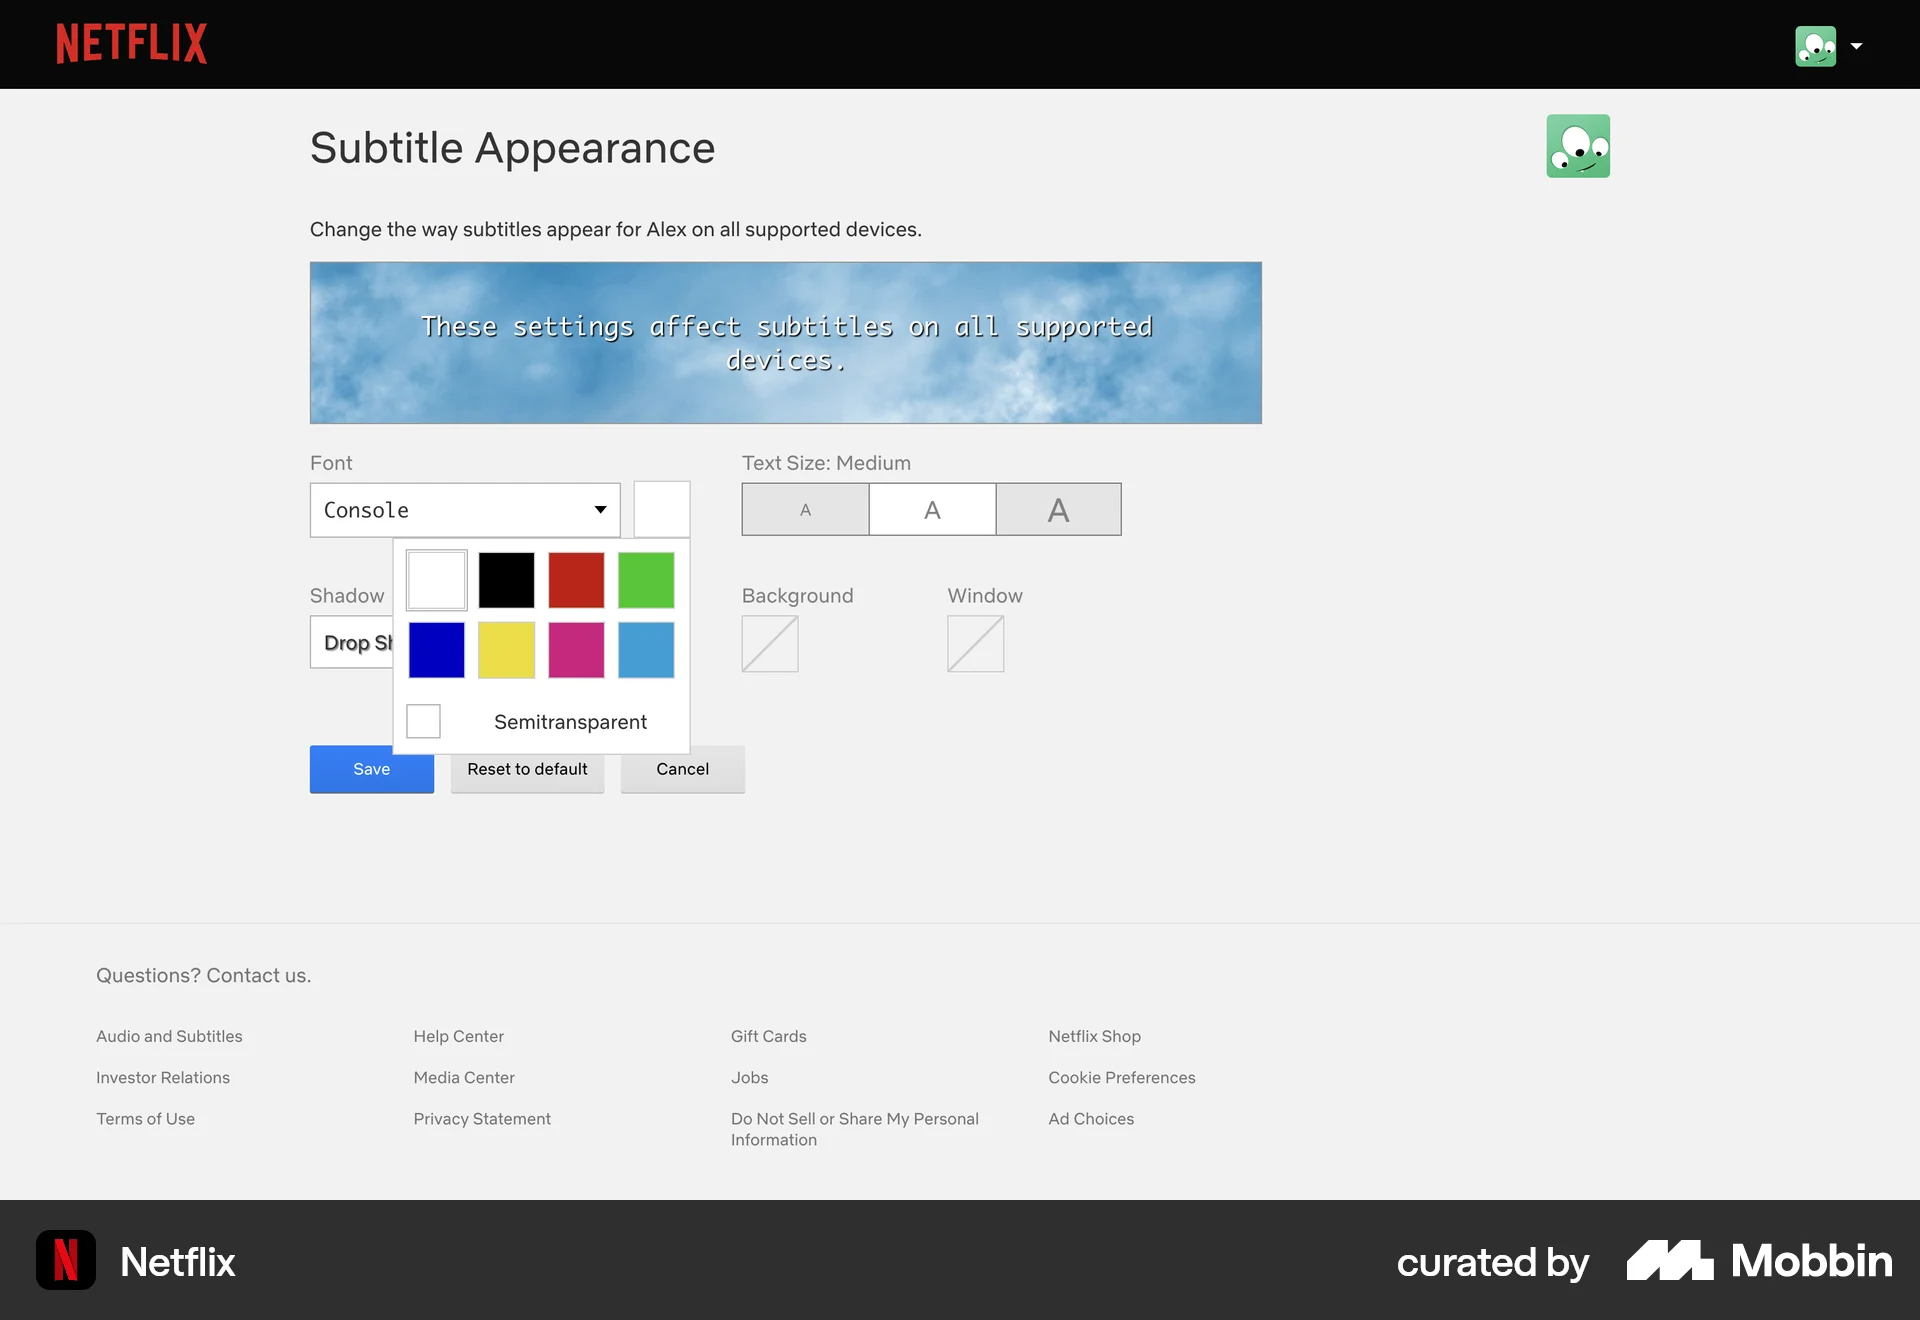 NETFLIX
Subtitle Appearance
Change the way subtitles appear for Alex on all supported devices.
These settings affect subtitles on all supported
devices.
Font
Text Size: Medium
Console
A
A
A
Shadow
Background
Window
Drop Sh
Semitransparent
Save
Reset to default
Cancel
Questions? Contact us.
Audio and Subtitles
Help Center
Gift Cards
Netflix Shop
Investor Relations
Media Center
Jobs
Cookie Preferences
Terms of Use
Privacy Statement
Do Not Sell or Share My Personal
Information
Ad Choices
N
Netflix
curated by
Mobbin